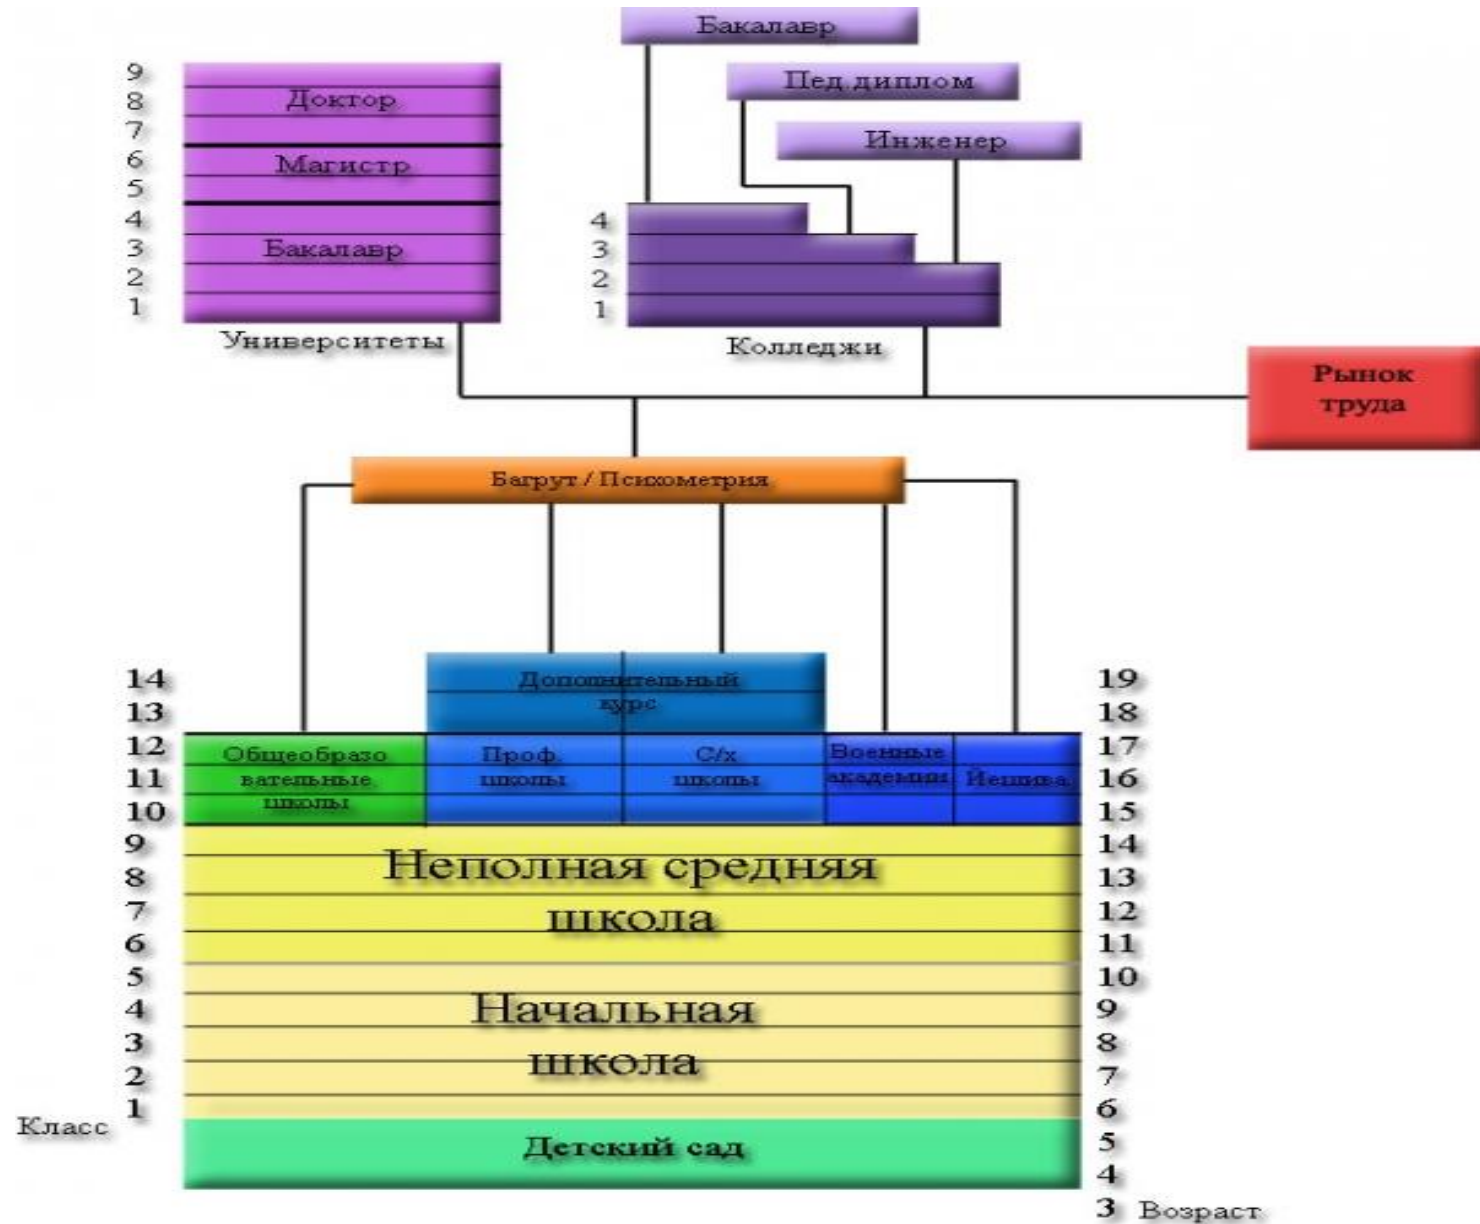 Бакалавр
Пед.диплом
Инженер
9
8
7
6
5
4
3
2
1
Доктор
Магистр
Бакалавр
Университеты
4
3
2
1
Колледжи
Рынок
труда
Багрут / Психометрия
14
13
12
11
10
9
8
7
6
5
4
3
2
1
Класс
Дополнительный
курс
Общеобразо
вательные
школы
Проф.
школы
С/х
школы
Военные
академии
Йешива
Неполная средняя
школа
Начальная
школа
Детский сад
19
18
17
16
15
14
13
12
11
10
9
8
7
6
5
4
3 Возраст